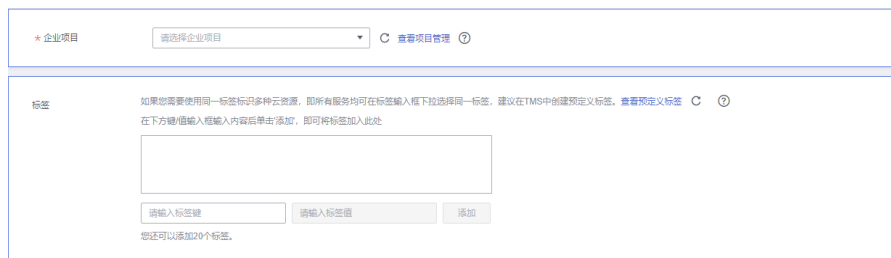 * 企业项目 请选择企业项目 查看项目管理
标签 如果您需要使用同一标签标识多种云资源，即所有服务均可在标签输入框下拉选择同一标签，建议在TMS中创建预定义标签。查看预定义标签
在下方键/值输入框输入内容后单击'添加'，即可将标签加入此处
请输入标签键 请输入标签值 添加
您还可以添加20个标签。